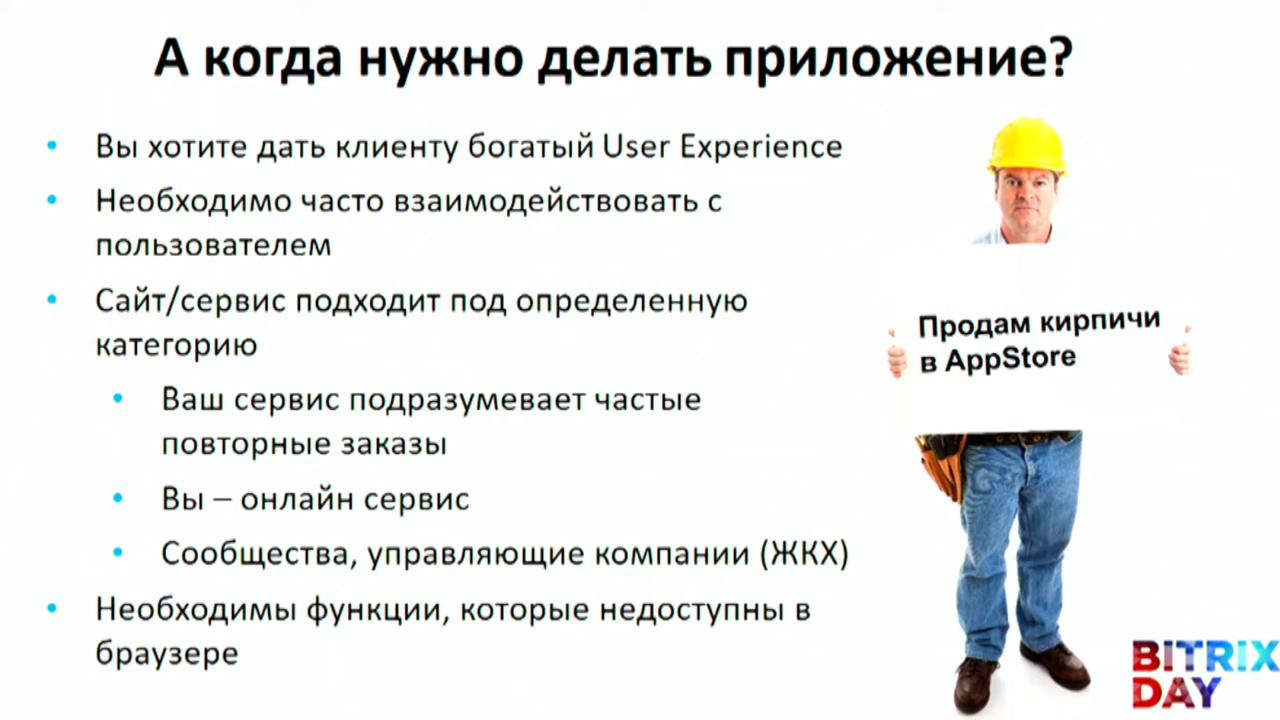 А когда нужно делать приложение?
Вы хотите дать клиенту богатый User Experience
Необходимо часто взаимодействовать с
пользователем
Сайт/сервис подходит под определенную
категорию
Ваш сервис подразумевает частые
повторные заказы
Вы – онлайн сервис
Сообщества, управляющие компании (ЖКХ)
Необходимы функции, которые недоступны в
браузере
Продам кирпичи
в AppStore
BITRIX
DAY